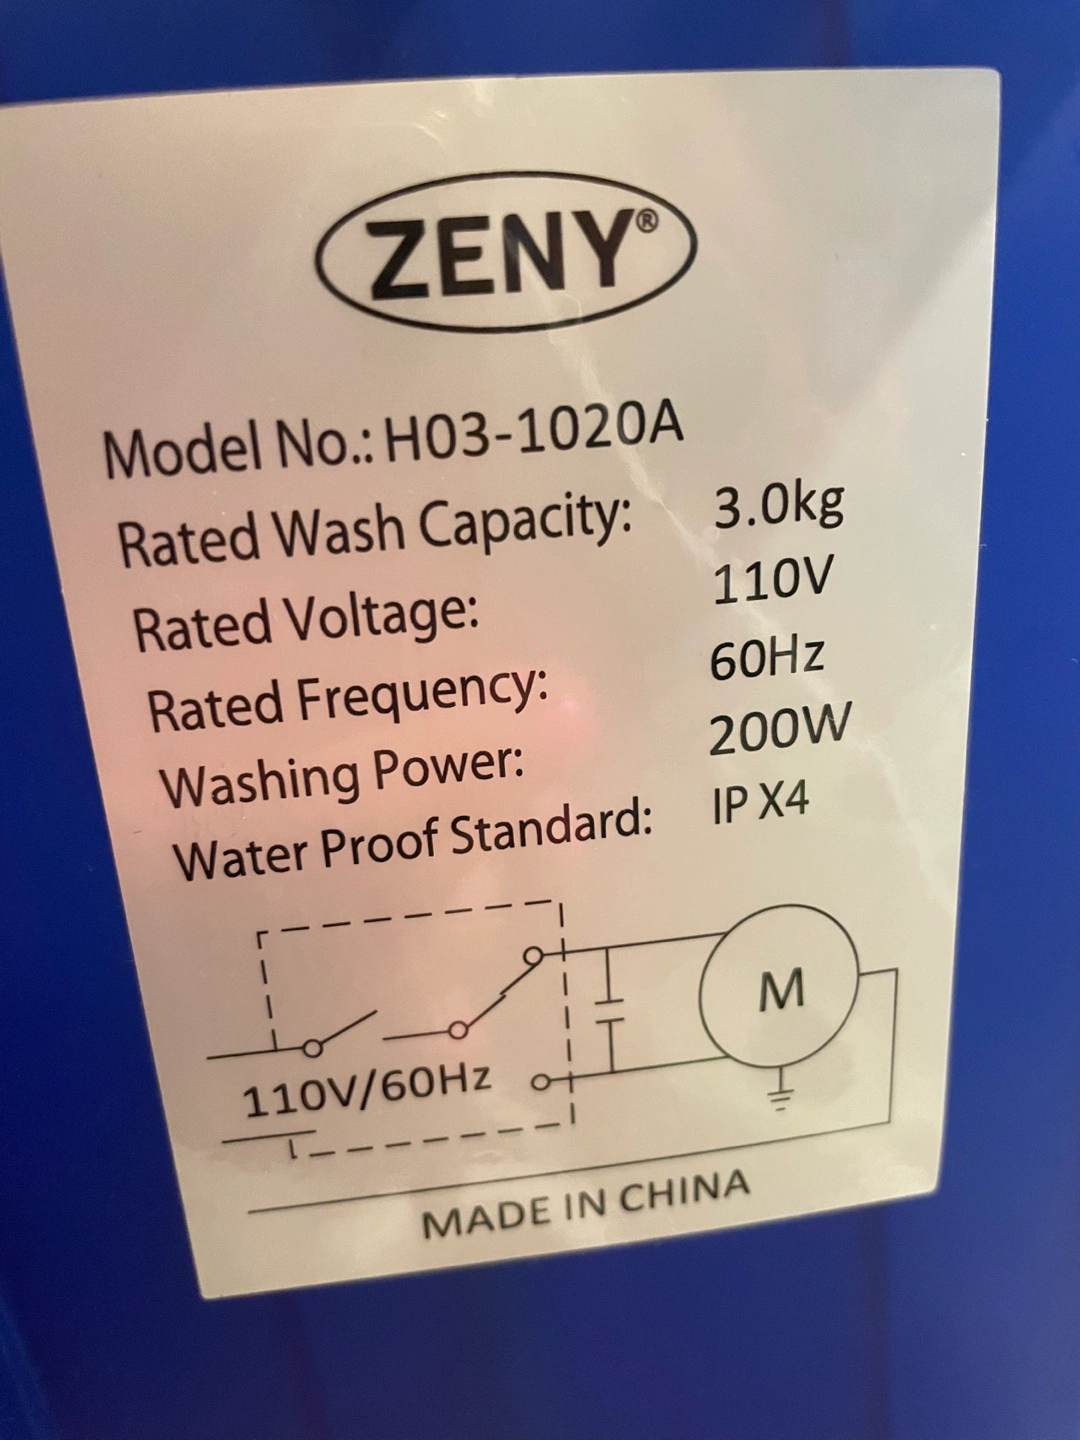 ZENY®
Model No.: H03-1020A
Rated Wash Capacity: 3.0kg
Rated Voltage: 110V
Rated Frequency: 60Hz
Washing Power: 200W
Water Proof Standard: IP X4
M
110V/60Hz
MADE IN CHINA